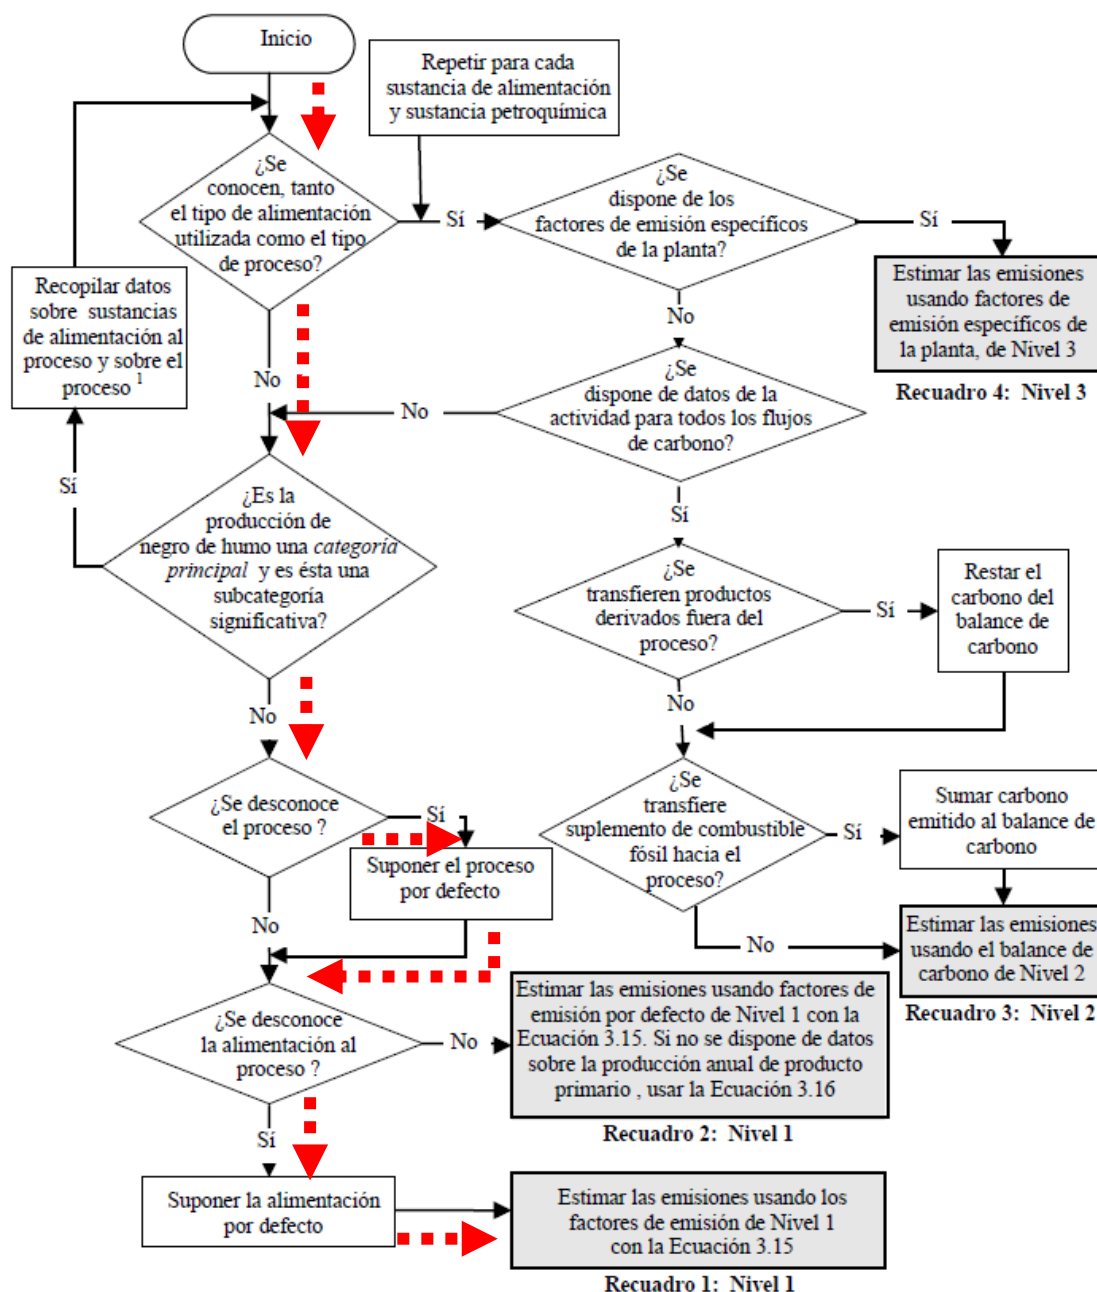 Inicio
Repetir para cada
sustancia de alimentación
y sustancia petroquímica
¿Se
conocen, tanto
el tipo de alimentación
utilizada como el tipo
de proceso?
Sí
¿Se
dispone de los
factores de emisión específicos
de la planta?
Sí
Estimar las emisiones
usando factores de
emisión específicos de
la planta, de Nivel 3
Recuadro 4: Nivel 3
Recopilar datos
sobre sustancias
de alimentación al
proceso y sobre el
proceso 1
No
No
¿Se
dispone de datos de la
actividad para todos los flujos
de carbono?
No
Sí
¿Es la
producción de
negro de humo una categoría
principal y es ésta una
subcategoría
significativa?
Sí
¿Se
transfieren productos
derivados fuera del
proceso?
Sí
Restar el
carbono del
balance de
carbono
No
No
¿Se desconoce
el proceso ?
Sí
Suponer el proceso
por defecto
No
¿Se
transfiere
suplemento de combustible
fósil hacia el
proceso?
Sí
Sumar carbono
emitido al balance de
carbono
No
Estimar las emisiones
usando el balance de
carbono de Nivel 2
Recuadro 3: Nivel 2
¿Se desconoce
la alimentación al
proceso ?
No
Estimar las emisiones usando factores de
emisión por defecto de Nivel 1 con la
Ecuación 3.15. Si no se dispone de datos
sobre la producción anual de producto
primario , usar la Ecuación 3.16
Recuadro 2: Nivel 1
Sí
Suponer la alimentación
por defecto
Estimar las emisiones usando los
factores de emisión de Nivel 1
con la Ecuación 3.15
Recuadro 1: Nivel 1